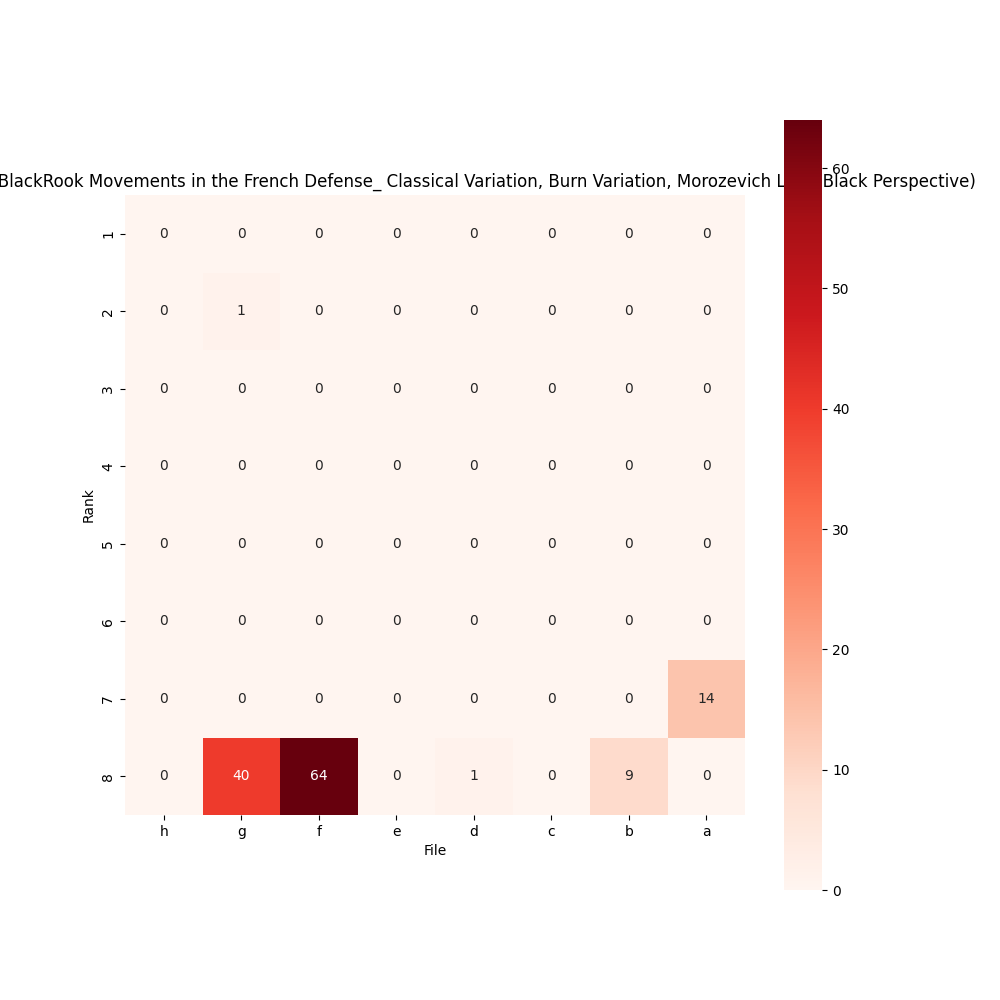 BlackRook Movements in the French Defense_ Classical Variation, Burn Variation, Morozevich L Black Perspective)
60
50
40
30
20
10
0
Rank
1 0 0 0 0 0 0 0 0
2 0 1 0 0 0 0 0 0
3 0 0 0 0 0 0 0 0
4 0 0 0 0 0 0 0 0
5 0 0 0 0 0 0 0 0
6 0 0 0 0 0 0 0 0
7 0 0 0 0 0 0 0 14
8 0 40 64 0 1 0 9 0
h g f e d c b a
File